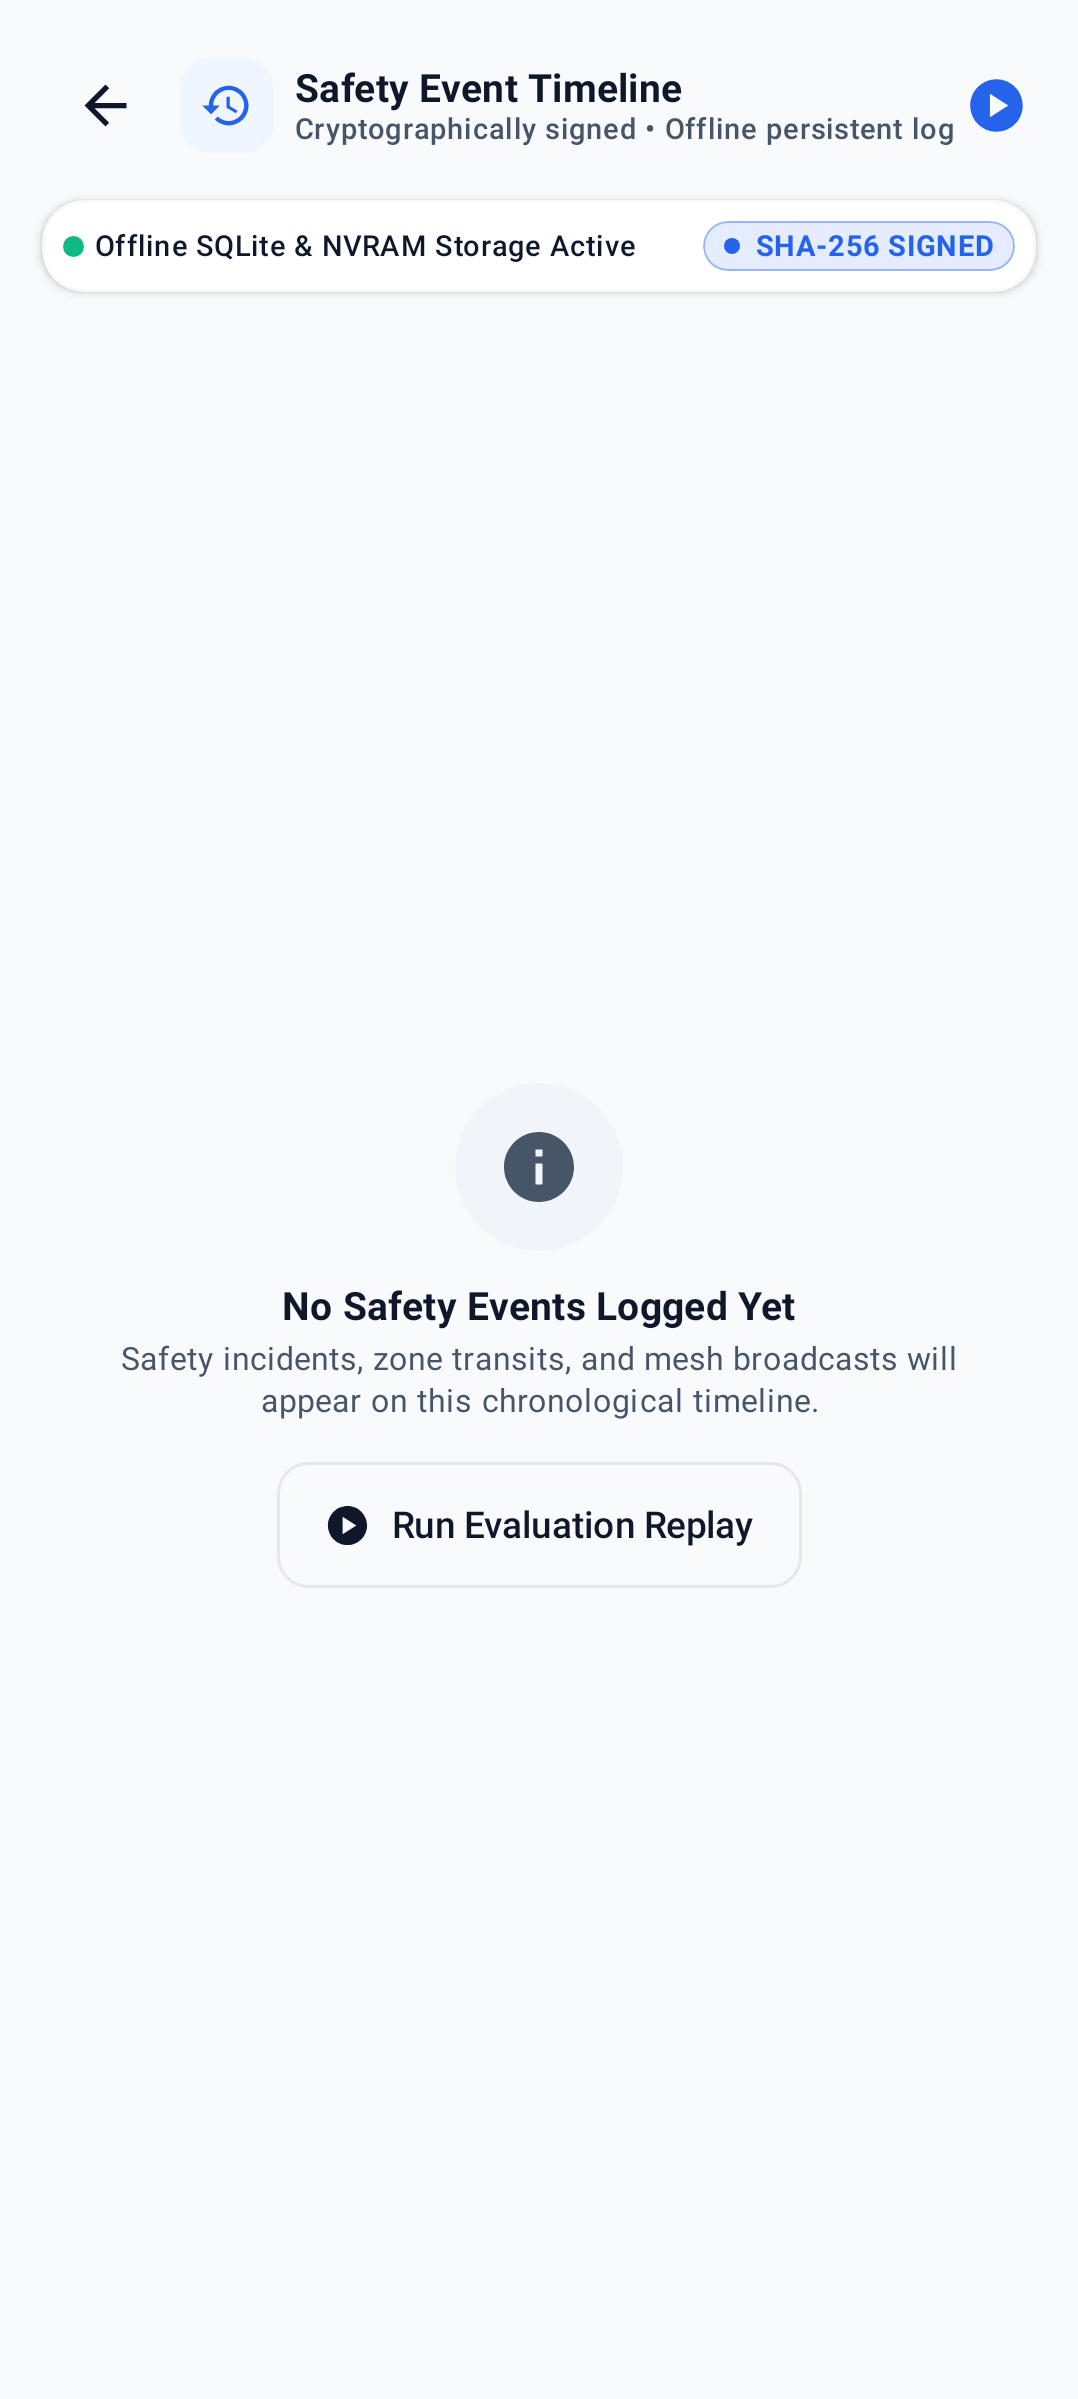 Safety Event Timeline
Cryptographically signed • Offline persistent log
Offline SQLite & NVRAM Storage Active
SHA-256 SIGNED
No Safety Events Logged Yet
Safety incidents, zone transits, and mesh broadcasts will
appear on this chronological timeline.
Run Evaluation Replay